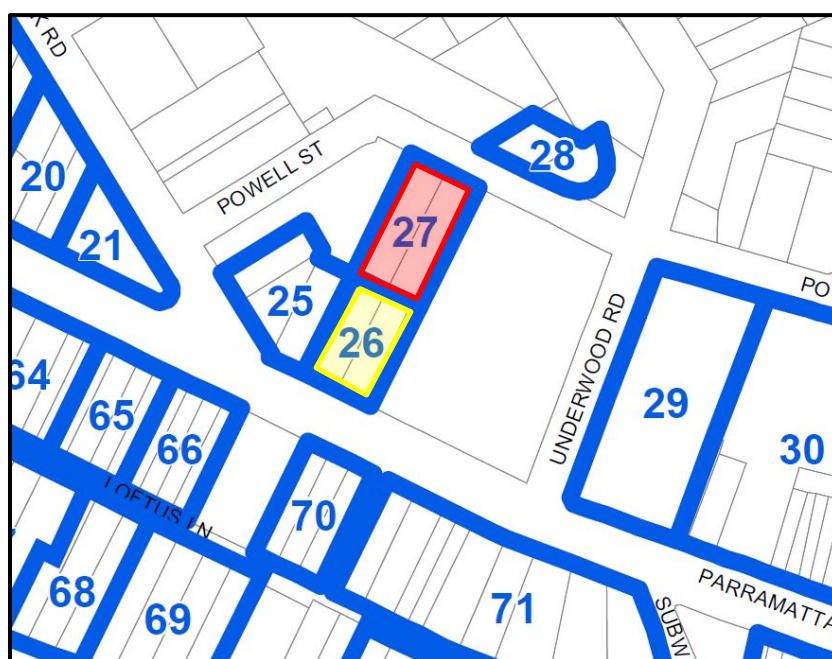 K RD
POWELL ST
28
20
27
21
25
26
UNDERWOOD RD
PO
64
65
66
29
30
LOFTUS LN
70
68
69
71
PARRAMATTA
SUBW